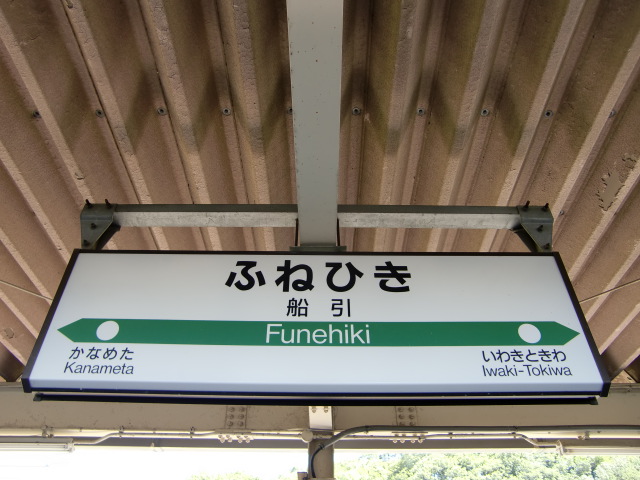 ふねひき
船引
Funehiki
かなめた
Kanameta
いわきときわ
Iwaki-Tokiwa